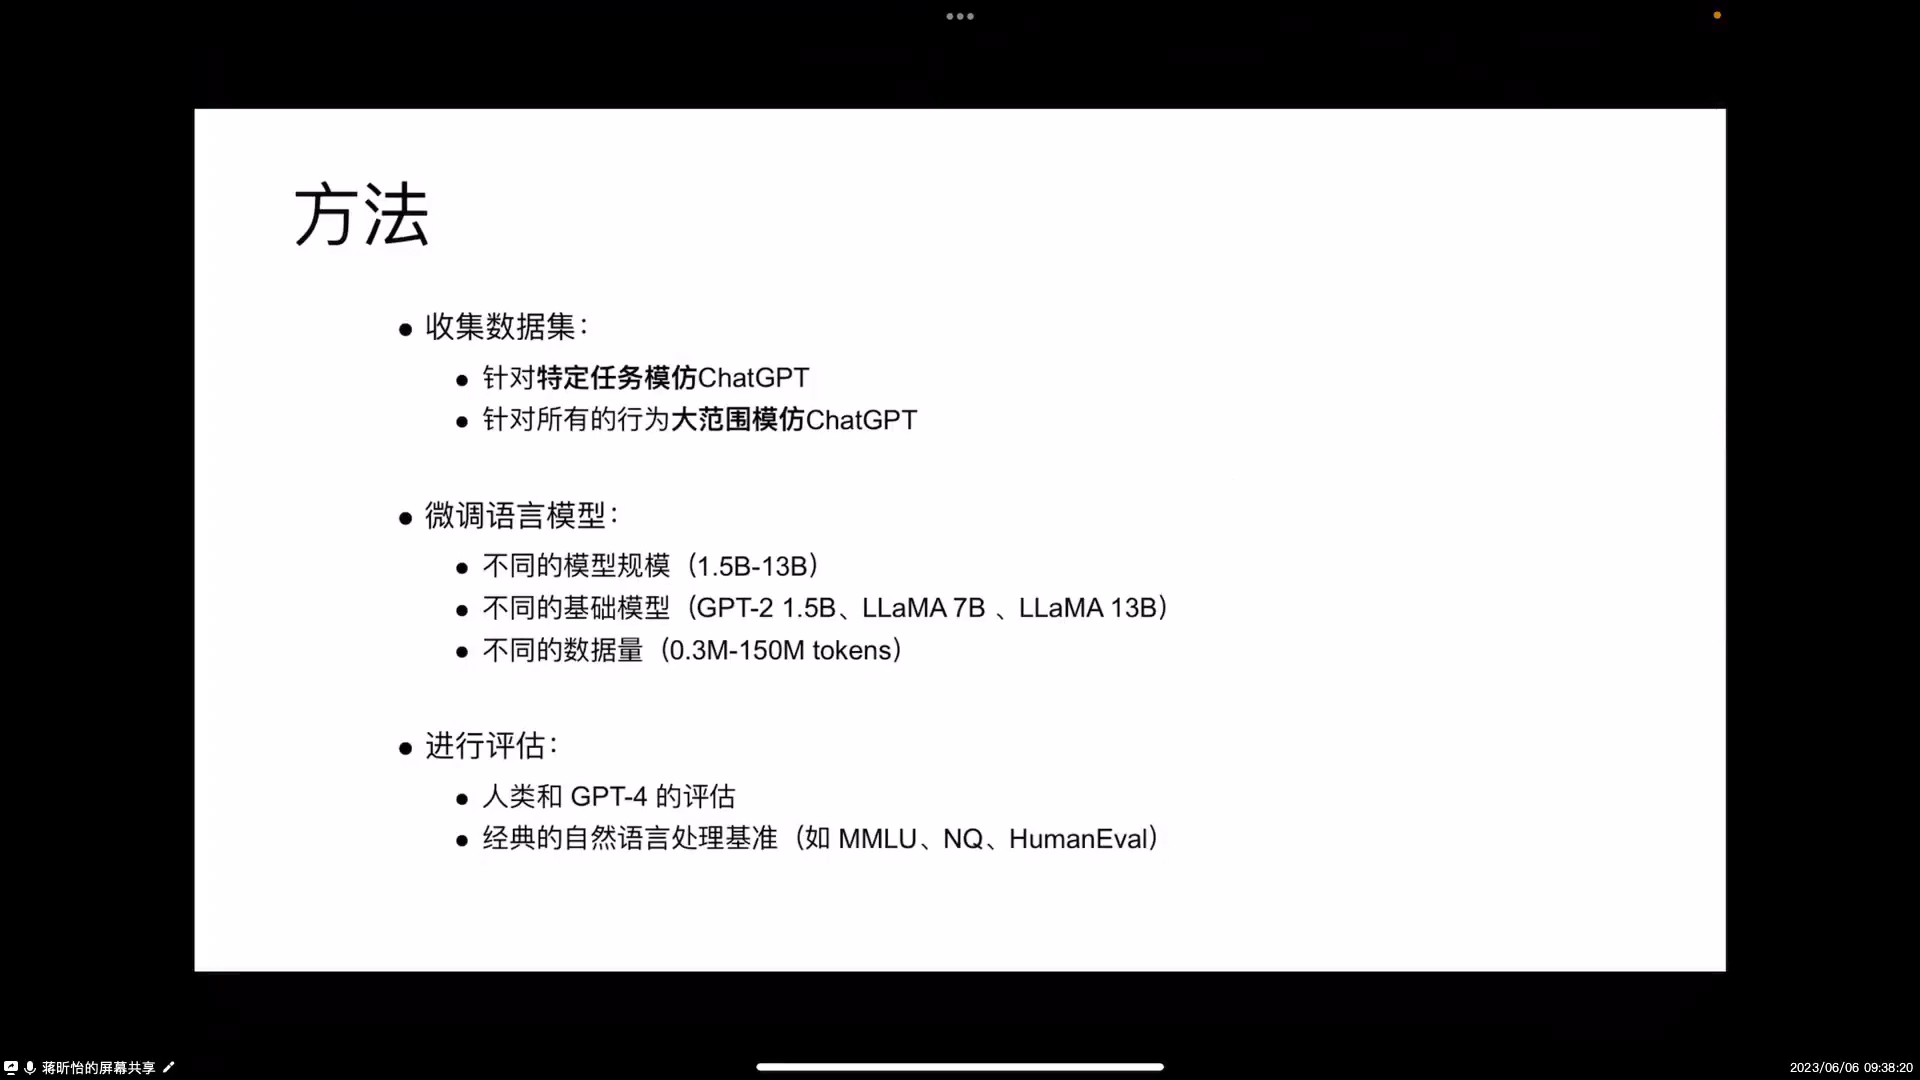 方法
收集数据集：
针对特定任务模仿ChatGPT
针对所有的行为大范围模仿ChatGPT
微调语言模型：
不同的模型规模（1.5B-13B）
不同的基础模型（GPT-2 1.5B、LLaMA 7B 、LLaMA 13B）
不同的数据量（0.3M-150M tokens）
进行评估：
人类和 GPT-4 的评估
经典的自然语言处理基准（如 MMLU、NQ、HumanEval）
蒋昕怡的屏幕共享
2023/06/06 09:38:20